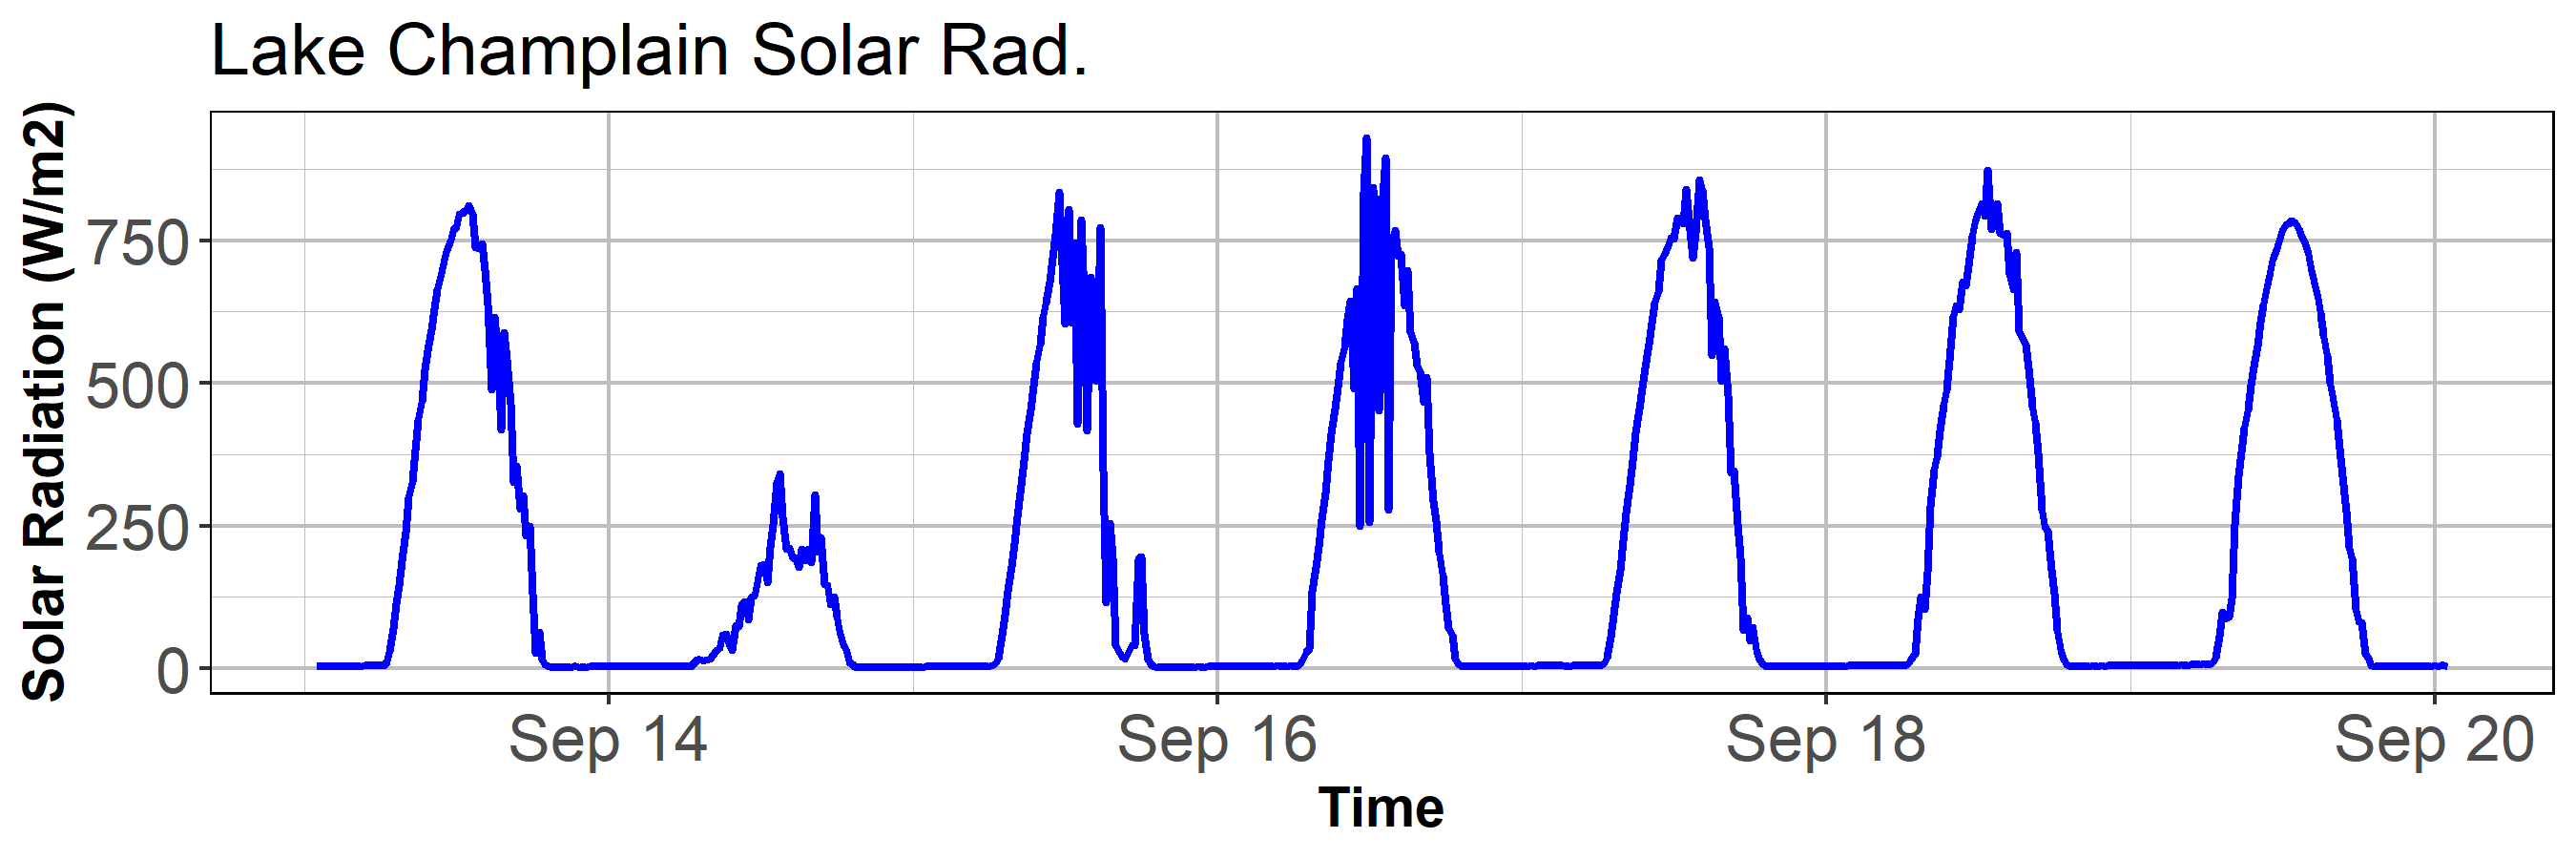 Lake Champlain Solar Rad.
Solar Radiation (W/m2)
750
500
250
0
Sep 14 Sep 16 Sep 18 Sep 20
Time